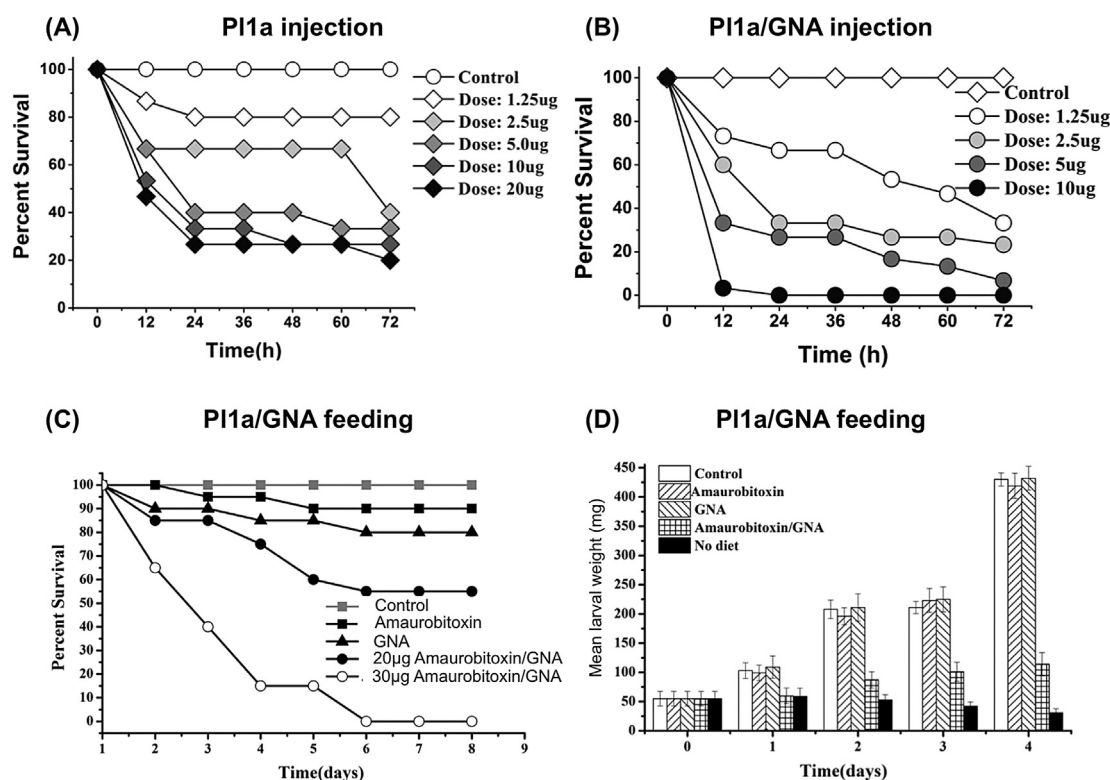 (A) Pl1a injection
Percent Survival
100
80
60
40
20
0
0 12 24 36 48 60 72
Time(h)
Control
Dose: 1.25ug
Dose: 2.5ug
Dose: 5.0ug
Dose: 10ug
Dose: 20ug
(B) Pl1a/GNA injection
Percent Survival
100
80
60
40
20
0
0 12 24 36 48 60 72
Time (h)
Control
Dose: 1.25ug
Dose: 2.5ug
Dose: 5ug
Dose: 10ug
(C) Pl1a/GNA feeding
Percent Survival
100
90
80
70
60
50
40
30
20
15
10
0
1 2 3 4 5 6 7 8 9
Time(days)
Control
Amaurobitoxin
GNA
20µg Amaurobitoxin/GNA
30µg Amaurobitoxin/GNA
(D) Pl1a/GNA feeding
Mean larval weight (mg)
450
400
350
300
250
200
150
100
50
0
0 1 2 3 4
Time(days)
Control
Amaurobitoxin
GNA
Amaurobitoxin/GNA
No diet